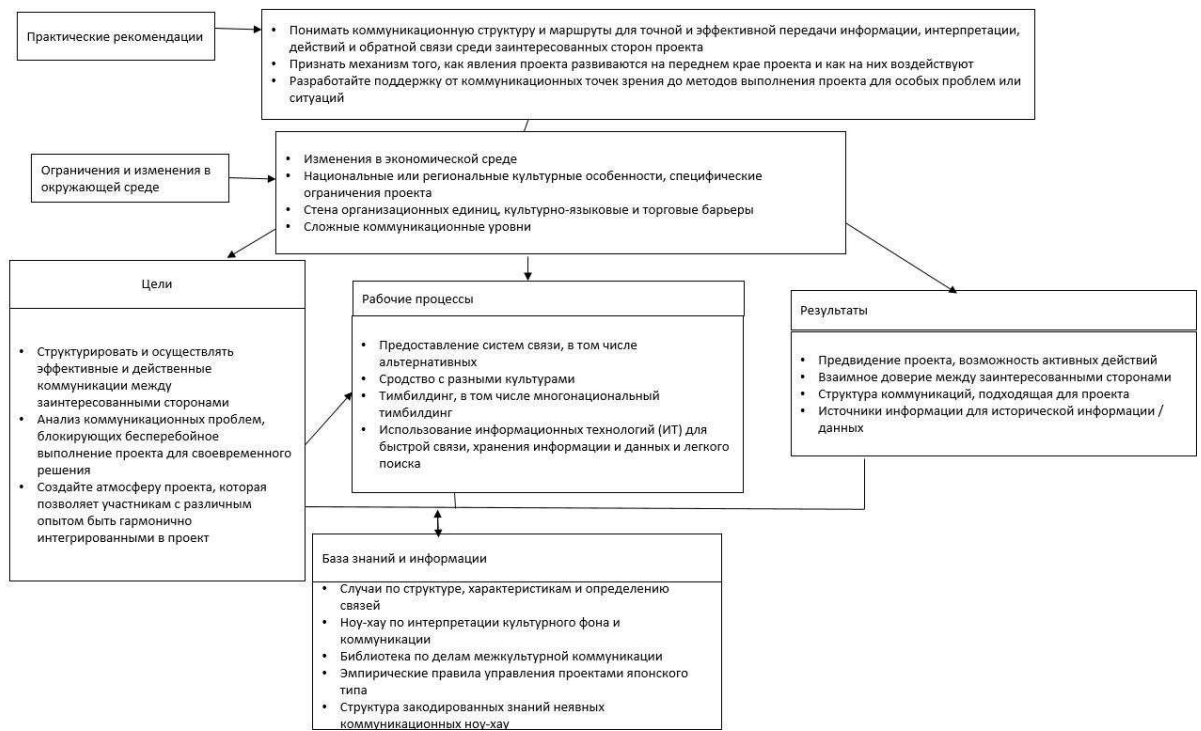 Практические рекомендации
• Понимать коммуникационную структуру и маршруты для точной и эффективной передачи информации, интерпретации,
действий и обратной связи среди заинтересованных сторон проекта
• Признать механизм того, как явления проекта развиваются на переднем крае проекта и как на них воздействуют
• Разработайте поддержку от коммуникационных точек зрения до методов выполнения проекта для особых проблем или
ситуаций
Ограничения и изменения в
окружающей среде
• Изменения в экономической среде
• Национальные или региональные культурные особенности, специфические
ограничения проекта
• Стена организационных единиц, культурно-языковые и торговые барьеры
• Сложные коммуникационные уровни
Цели
• Структурировать и осуществлять
эффективные и действенные
коммуникации между
заинтересованными сторонами
• Анализ коммуникационных проблем,
блокирующих бесперебойное
выполнение проекта для своевременного
решения
• Создайте атмосферу проекта, которая
позволяет участникам с различным
опытом быть гармонично
интегрированными в проект
Рабочие процессы
• Предоставление систем связи, в том числе
альтернативных
• Сродство с разными культурами
• Тимбилдинг, в том числе многонациональный
тимбилдинг
• Использование информационных технологий (ИТ) для
быстрой связи, хранения информации и данных и легкого
поиска
Результаты
• Предвидение проекта, возможность активных действий
• Взаимное доверие между заинтересованными сторонами
• Структура коммуникаций, подходящая для проекта
• Источники информации для исторической информации /
данных
База знаний и информации
• Случаи по структуре, характеристикам и определению
связей
• Ноу-хау по интерпретации культурного фона и
коммуникации
• Библиотека по делам межкультурной коммуникации
• Эмпирические правила управления проектами японского
типа
• Структура закодированных знаний неявных
коммуникационных ноу-хау